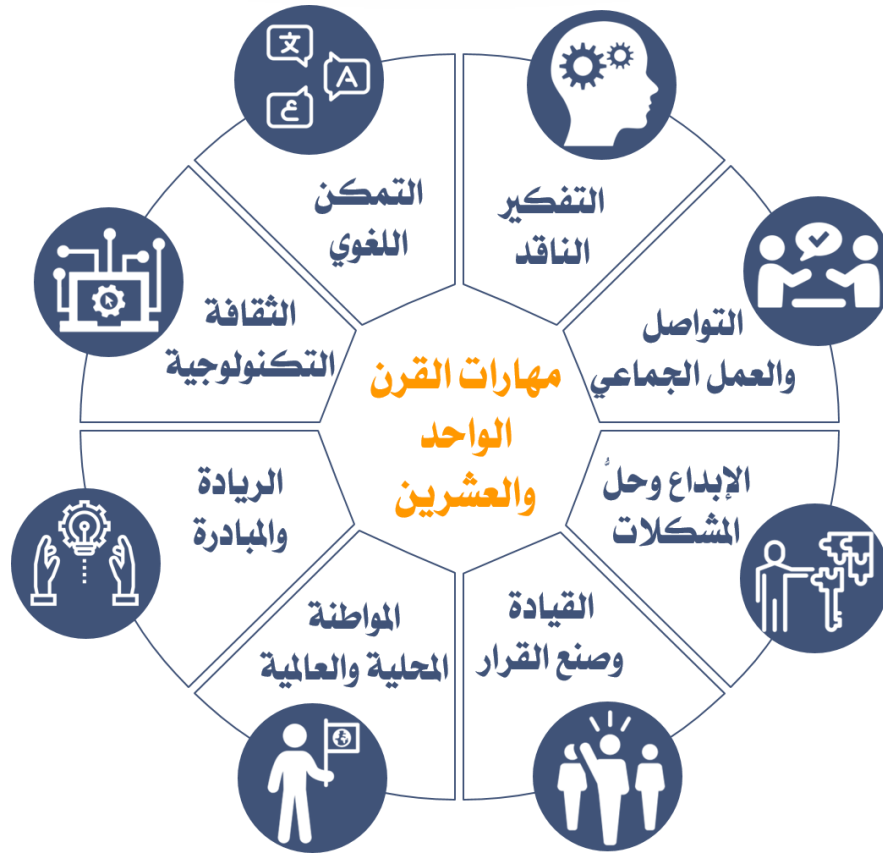 مهارات القرن
الواحد
والعشرين
التفكير
الناقد
التواصل
والعمل الجماعي
الإبداع وحلُّ
المشكلات
القيادة
وصنع القرار
المواطنة
المحلية والعالمية
الريادة
والمبادرة
الثقافة
التكنولوجية
التمكن
اللغوي
文
A
ع